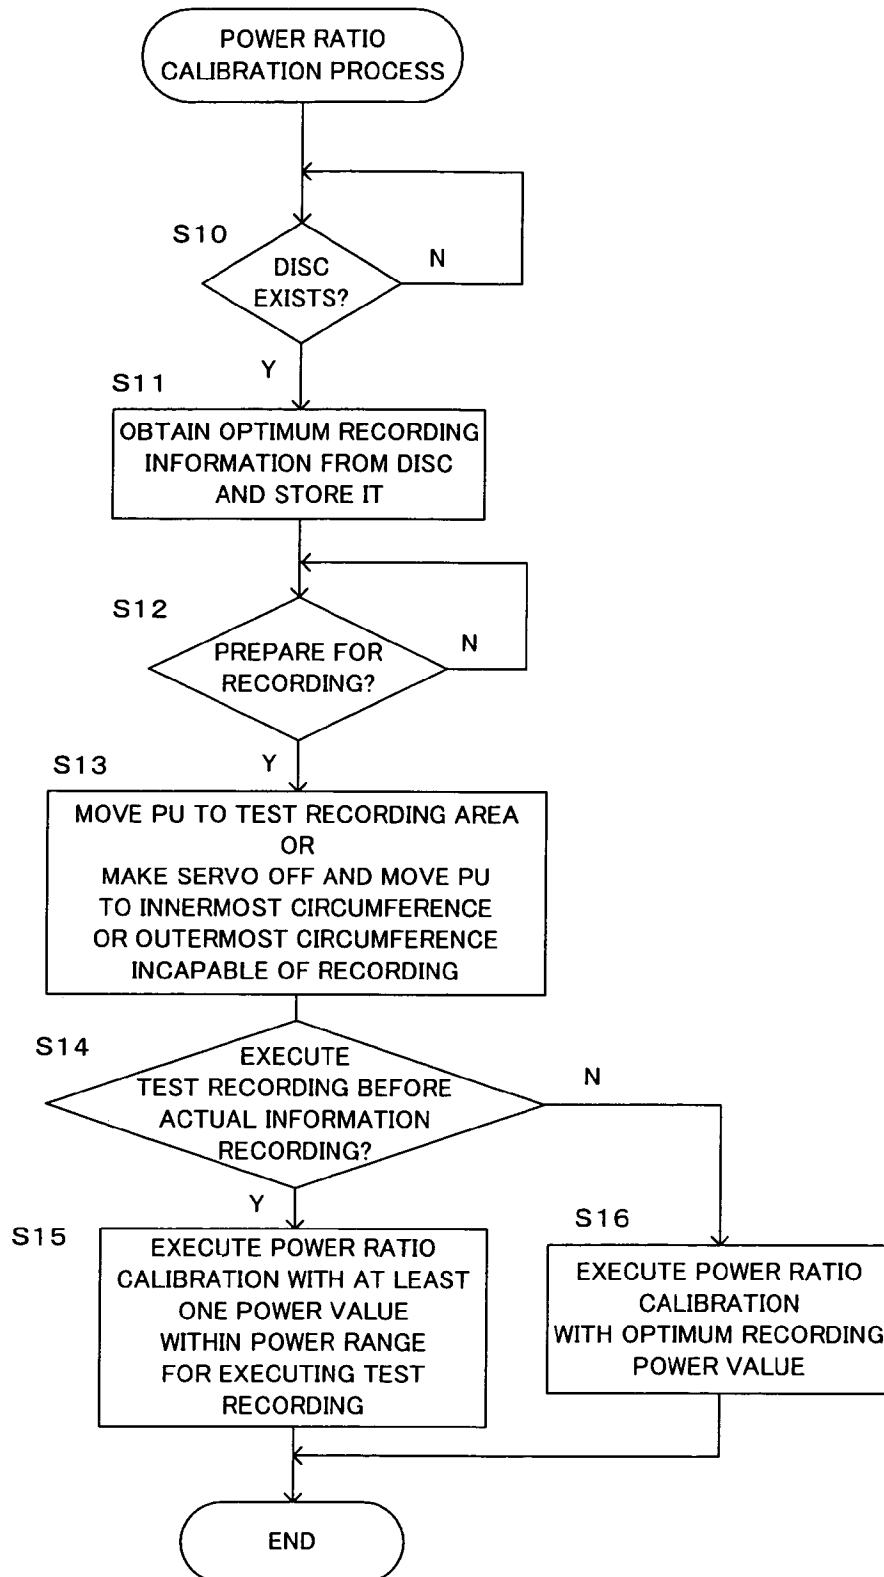 POWER RATIO
CALIBRATION PROCESS
S10
DISC
EXISTS?
N
Y
S11
OBTAIN OPTIMUM RECORDING
INFORMATION FROM DISC
AND STORE IT
S12
PREPARE FOR
RECORDING?
N
Y
S13
MOVE PU TO TEST RECORDING AREA
OR
MAKE SERVO OFF AND MOVE PU
TO INNERMOST CIRCUMFERENCE
OR OUTERMOST CIRCUMFERENCE
INCAPABLE OF RECORDING
S14
EXECUTE
TEST RECORDING BEFORE
ACTUAL INFORMATION
RECORDING?
N
Y
S15
EXECUTE POWER RATIO
CALIBRATION WITH AT LEAST
ONE POWER VALUE
WITHIN POWER RANGE
FOR EXECUTING TEST
RECORDING
S16
EXECUTE POWER RATIO
CALIBRATION
WITH OPTIMUM RECORDING
POWER VALUE
END